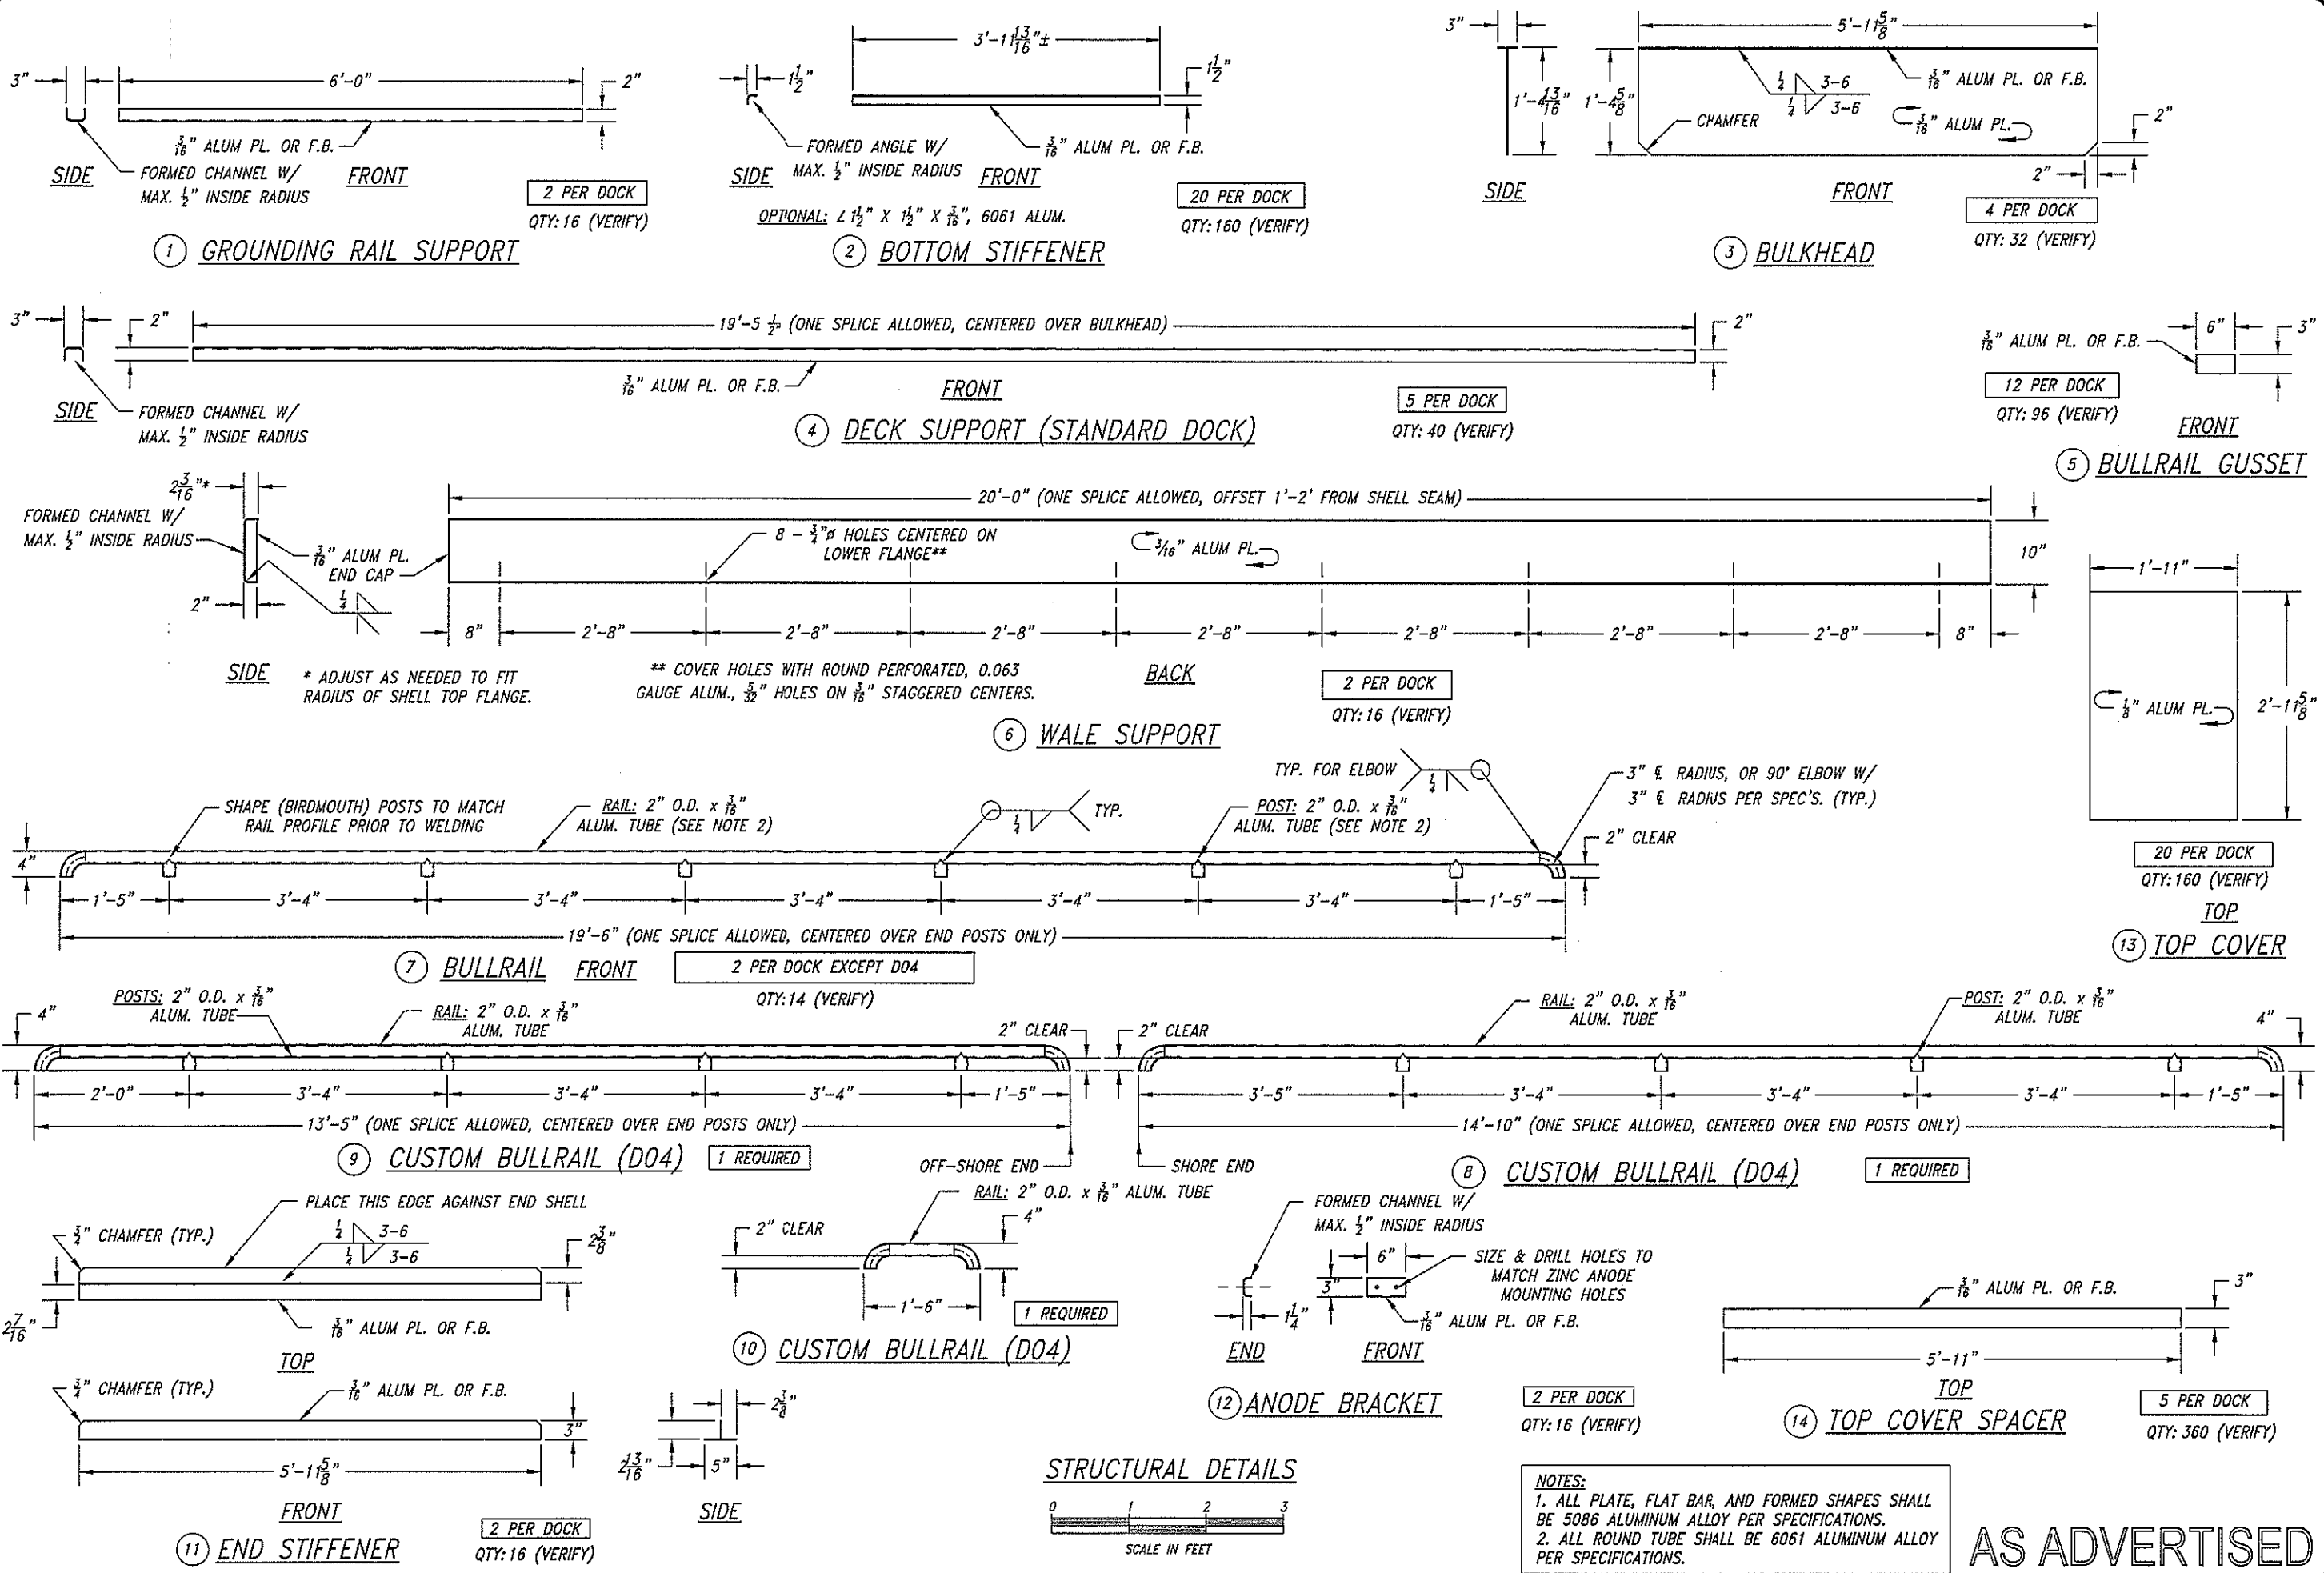 3"
6'-0"
2"
3/16" ALUM PL. OR F.B.
SIDE
FORMED CHANNEL W/
MAX. 1/2" INSIDE RADIUS
FRONT
2 PER DOCK
QTY: 16 (VERIFY)
1 GROUNDING RAIL SUPPORT
3'-11 13/16"±
1 1/2"
1 1/2"
FORMED ANGLE W/
MAX. 1/2" INSIDE RADIUS
3/16" ALUM PL. OR F.B.
SIDE
FRONT
OPTIONAL: ∠ 1 1/2" X 1 1/2" X 3/16", 6061 ALUM.
20 PER DOCK
QTY: 160 (VERIFY)
2 BOTTOM STIFFENER
3"
5'-11 5/8"
1'-4 13/16"
1'-4 5/8"
1/4 3-6
1/4 3-6
3/16" ALUM PL. OR F.B.
CHAMFER
3/16" ALUM PL.
2"
2"
SIDE
FRONT
4 PER DOCK
QTY: 32 (VERIFY)
3 BULKHEAD
3"
2"
19'-5 1/2" (ONE SPLICE ALLOWED, CENTERED OVER BULKHEAD)
2"
3/16" ALUM PL. OR F.B.
SIDE
FORMED CHANNEL W/
MAX. 1/2" INSIDE RADIUS
FRONT
5 PER DOCK
QTY: 40 (VERIFY)
4 DECK SUPPORT (STANDARD DOCK)
6"
3"
3/16" ALUM PL. OR F.B.
12 PER DOCK
QTY: 96 (VERIFY)
FRONT
5 BULLRAIL GUSSET
2 3/16"*
FORMED CHANNEL W/
MAX. 1/2" INSIDE RADIUS
3/16" ALUM PL.
END CAP
2"
1/4
20'-0" (ONE SPLICE ALLOWED, OFFSET 1'-2' FROM SHELL SEAM)
8 - 3/4"ø HOLES CENTERED ON
LOWER FLANGE**
3/16" ALUM PL.
10"
8"
2'-8"
2'-8"
2'-8"
2'-8"
2'-8"
2'-8"
2'-8"
8"
SIDE
* ADJUST AS NEEDED TO FIT
RADIUS OF SHELL TOP FLANGE.
** COVER HOLES WITH ROUND PERFORATED, 0.063
GAUGE ALUM., 5/32" HOLES ON 3/16" STAGGERED CENTERS.
BACK
2 PER DOCK
QTY: 16 (VERIFY)
6 WALE SUPPORT
1'-11"
1/8" ALUM PL.
2'-11 5/8"
20 PER DOCK
QTY: 160 (VERIFY)
TOP
13 TOP COVER
SHAPE (BIRDMOUTH) POSTS TO MATCH
RAIL PROFILE PRIOR TO WELDING
RAIL: 2" O.D. x 3/16"
ALUM. TUBE (SEE NOTE 2)
1/4 TYP.
TYP. FOR ELBOW 1/4
POST: 2" O.D. x 3/16"
ALUM. TUBE (SEE NOTE 2)
3" ℄ RADIUS, OR 90° ELBOW W/
3" ℄ RADIUS PER SPEC'S. (TYP.)
2" CLEAR
4"
1'-5"
3'-4"
3'-4"
3'-4"
3'-4"
3'-4"
1'-5"
19'-6" (ONE SPLICE ALLOWED, CENTERED OVER END POSTS ONLY)
7 BULLRAIL FRONT
2 PER DOCK EXCEPT D04
QTY: 14 (VERIFY)
4"
POSTS: 2" O.D. x 3/16"
ALUM. TUBE
RAIL: 2" O.D. x 3/16"
ALUM. TUBE
2" CLEAR
2'-0"
3'-4"
3'-4"
3'-4"
1'-5"
13'-5" (ONE SPLICE ALLOWED, CENTERED OVER END POSTS ONLY)
9 CUSTOM BULLRAIL (D04)
1 REQUIRED
OFF-SHORE END
2" CLEAR
RAIL: 2" O.D. x 3/16"
ALUM. TUBE
POST: 2" O.D. x 3/16"
ALUM. TUBE
4"
3'-5"
3'-4"
3'-4"
3'-4"
1'-5"
14'-10" (ONE SPLICE ALLOWED, CENTERED OVER END POSTS ONLY)
SHORE END
8 CUSTOM BULLRAIL (D04)
1 REQUIRED
PLACE THIS EDGE AGAINST END SHELL
3/4" CHAMFER (TYP.)
1/4 3-6
1/4 3-6
2 3/8"
2 7/16"
3/16" ALUM PL. OR F.B.
TOP
3/4" CHAMFER (TYP.)
3/16" ALUM PL. OR F.B.
3"
5'-11 5/8"
2 3/8"
2 13/16"
5"
FRONT
SIDE
2 PER DOCK
QTY: 16 (VERIFY)
11 END STIFFENER
RAIL: 2" O.D. x 3/16" ALUM. TUBE
2" CLEAR
4"
1'-6"
1 REQUIRED
10 CUSTOM BULLRAIL (D04)
FORMED CHANNEL W/
MAX. 1/2" INSIDE RADIUS
6"
3"
SIZE & DRILL HOLES TO
MATCH ZINC ANODE
MOUNTING HOLES
1 1/4"
3/16" ALUM PL. OR F.B.
END
FRONT
12 ANODE BRACKET
2 PER DOCK
QTY: 16 (VERIFY)
3/16" ALUM PL. OR F.B.
3"
5'-11"
TOP
14 TOP COVER SPACER
5 PER DOCK
QTY: 360 (VERIFY)
STRUCTURAL DETAILS
0 1 2 3
SCALE IN FEET
NOTES:
1. ALL PLATE, FLAT BAR, AND FORMED SHAPES SHALL
BE 5086 ALUMINUM ALLOY PER SPECIFICATIONS.
2. ALL ROUND TUBE SHALL BE 6061 ALUMINUM ALLOY
PER SPECIFICATIONS.
AS ADVERTISED